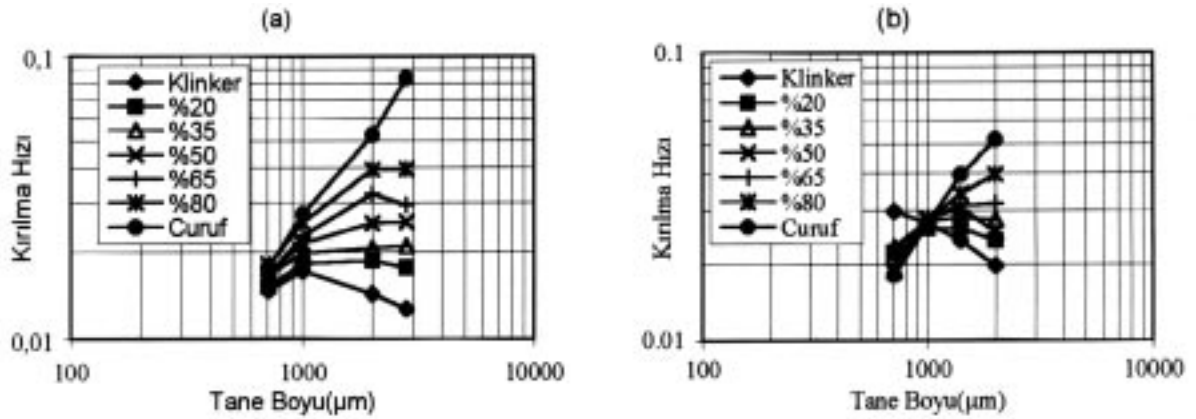 (a)
0,1
Klinker
%20
%35
%50
%65
%80
Curuf
Kırılma Hızı
0,01
100
1000
10000
Tane Boyu(µm)
(b)
0.1
Klinker
%20
%35
%50
%65
%80
Curuf
Kırılma Hızı
0.01
100
1000
10000
Tane Boyu(µm)